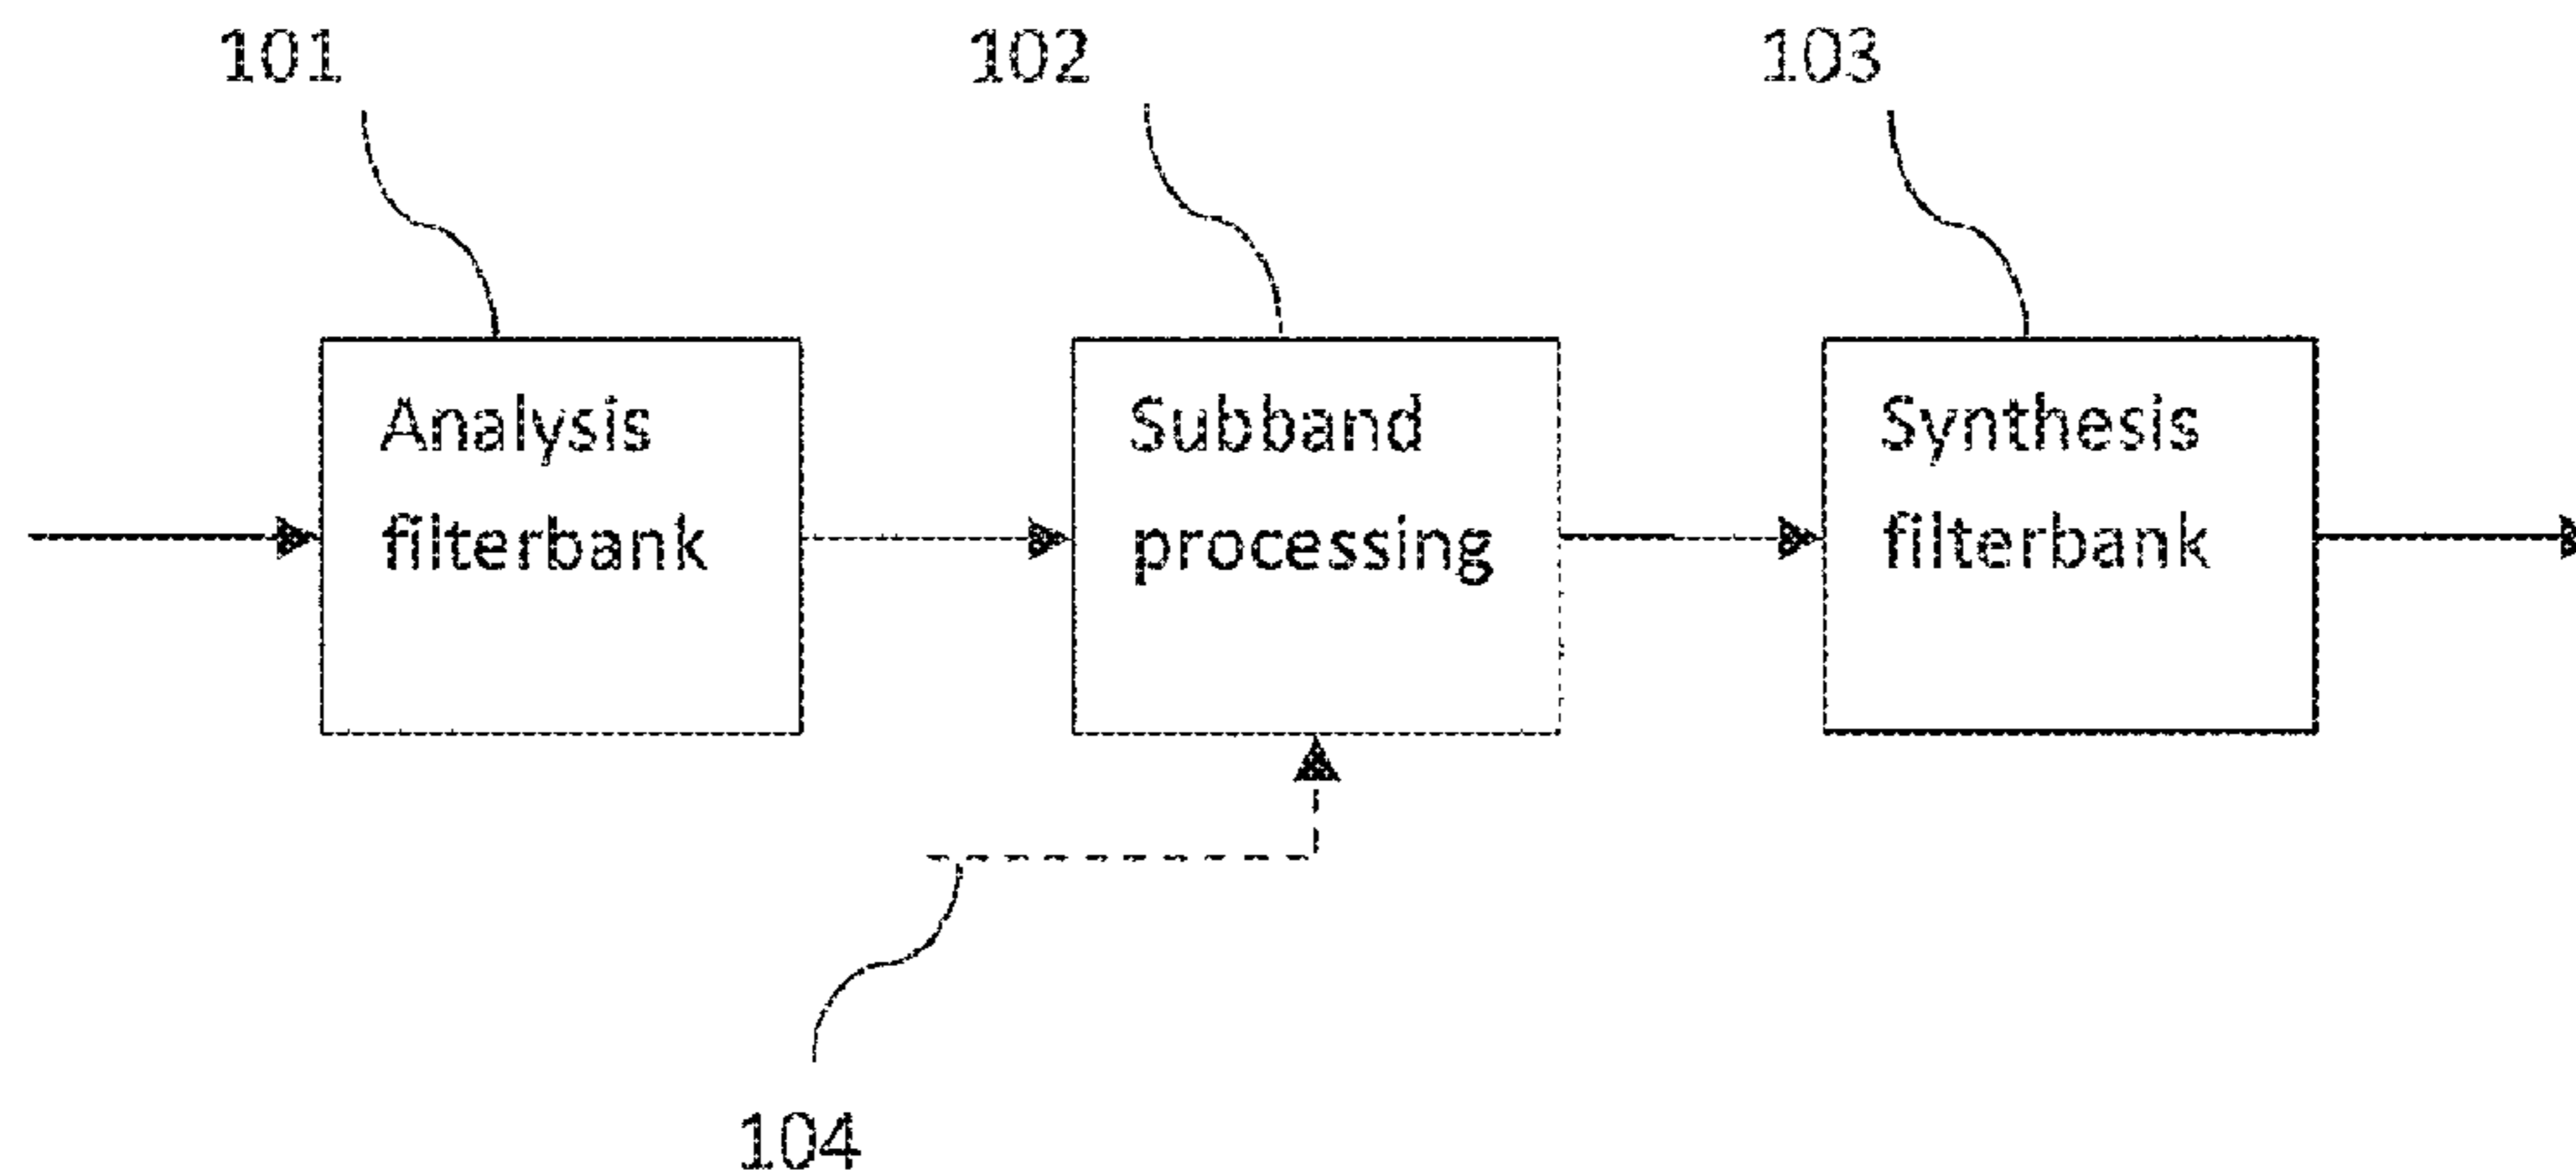 101
102
103
Analysis
filterbank
Subband
processing
Synthesis
filterbank
104